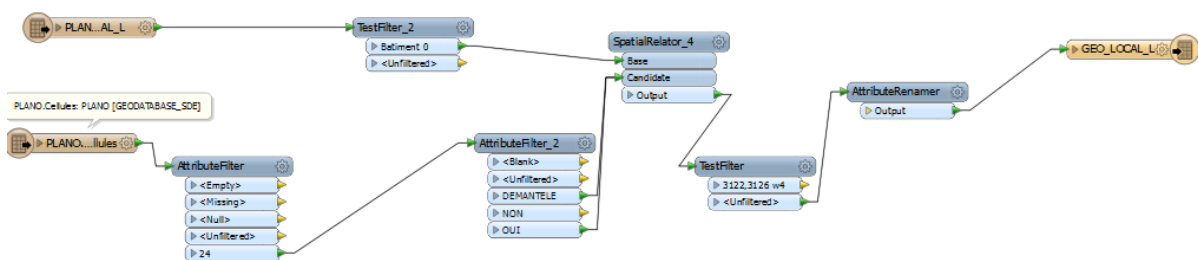 PLAN...AL_L
TestFilter_2
Batiment 0
<Unfiltered>
SpatialRelator_4
Base
Candidate
Output
GEO_LOCAL_L
AttributeRenamer
Output
PLANO.Cellules: PLANO [GEODATABASE_SDE]
PLANO....llules
AttributeFilter
<Empty>
<Missing>
<Null>
<Unfiltered>
24
AttributeFilter_2
<Blank>
<Unfiltered>
DEMANTELE
NON
OUI
TestFilter
3122,3126 w4
<Unfiltered>